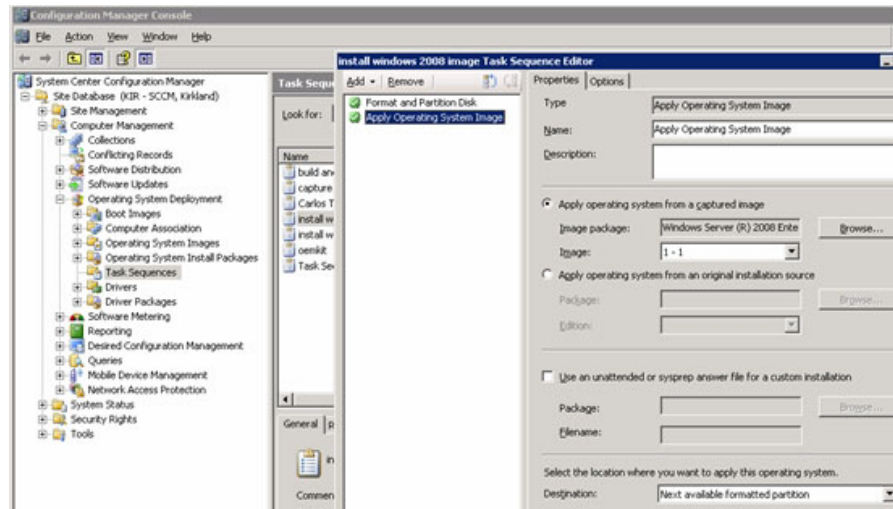 Configuration Manager Console
File Action View Window Help
System Center Configuration Manager
Site Database (KIR - SCCM, Kirkland)
Site Management
Computer Management
Collections
Conflicting Records
Software Distribution
Software Updates
Operating System Deployment
Boot Images
Computer Association
Operating System Images
Operating System Install Packages
Task Sequences
Drivers
Driver Packages
Software Metering
Reporting
Desired Configuration Management
Queries
Mobile Device Management
Network Access Protection
System Status
Security Rights
Tools
Task Sequ
Look for:
Name
build an
capture
Carlos T
install w
install w
oemkit
Task Se
General
in
Commen
install windows 2008 image Task Sequence Editor
Add Remove
Format and Partition Disk
Apply Operating System Image
Properties Options
Type Apply Operating System Image
Name: Apply Operating System Image
Description:
Apply operating system from a captured image
Image package: Windows Server (R) 2008 Ente Browse...
Image: 1 - 1
Apply operating system from an original installation source
Package: Browse...
Edition:
Use an unattended or sysprep answer file for a custom installation
Package: Browse...
Filename:
Select the location where you want to apply this operating system.
Destination: Next available formatted partition